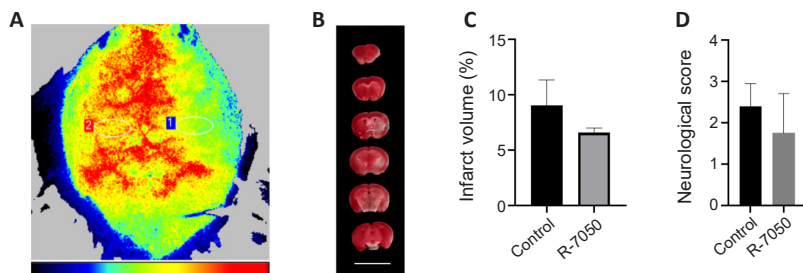 A
B
C
D
2
1
Infarct volume (%)
15
10
5
0
Control
R-7050
Neurological score
4
3
2
1
0
Control
R-7050